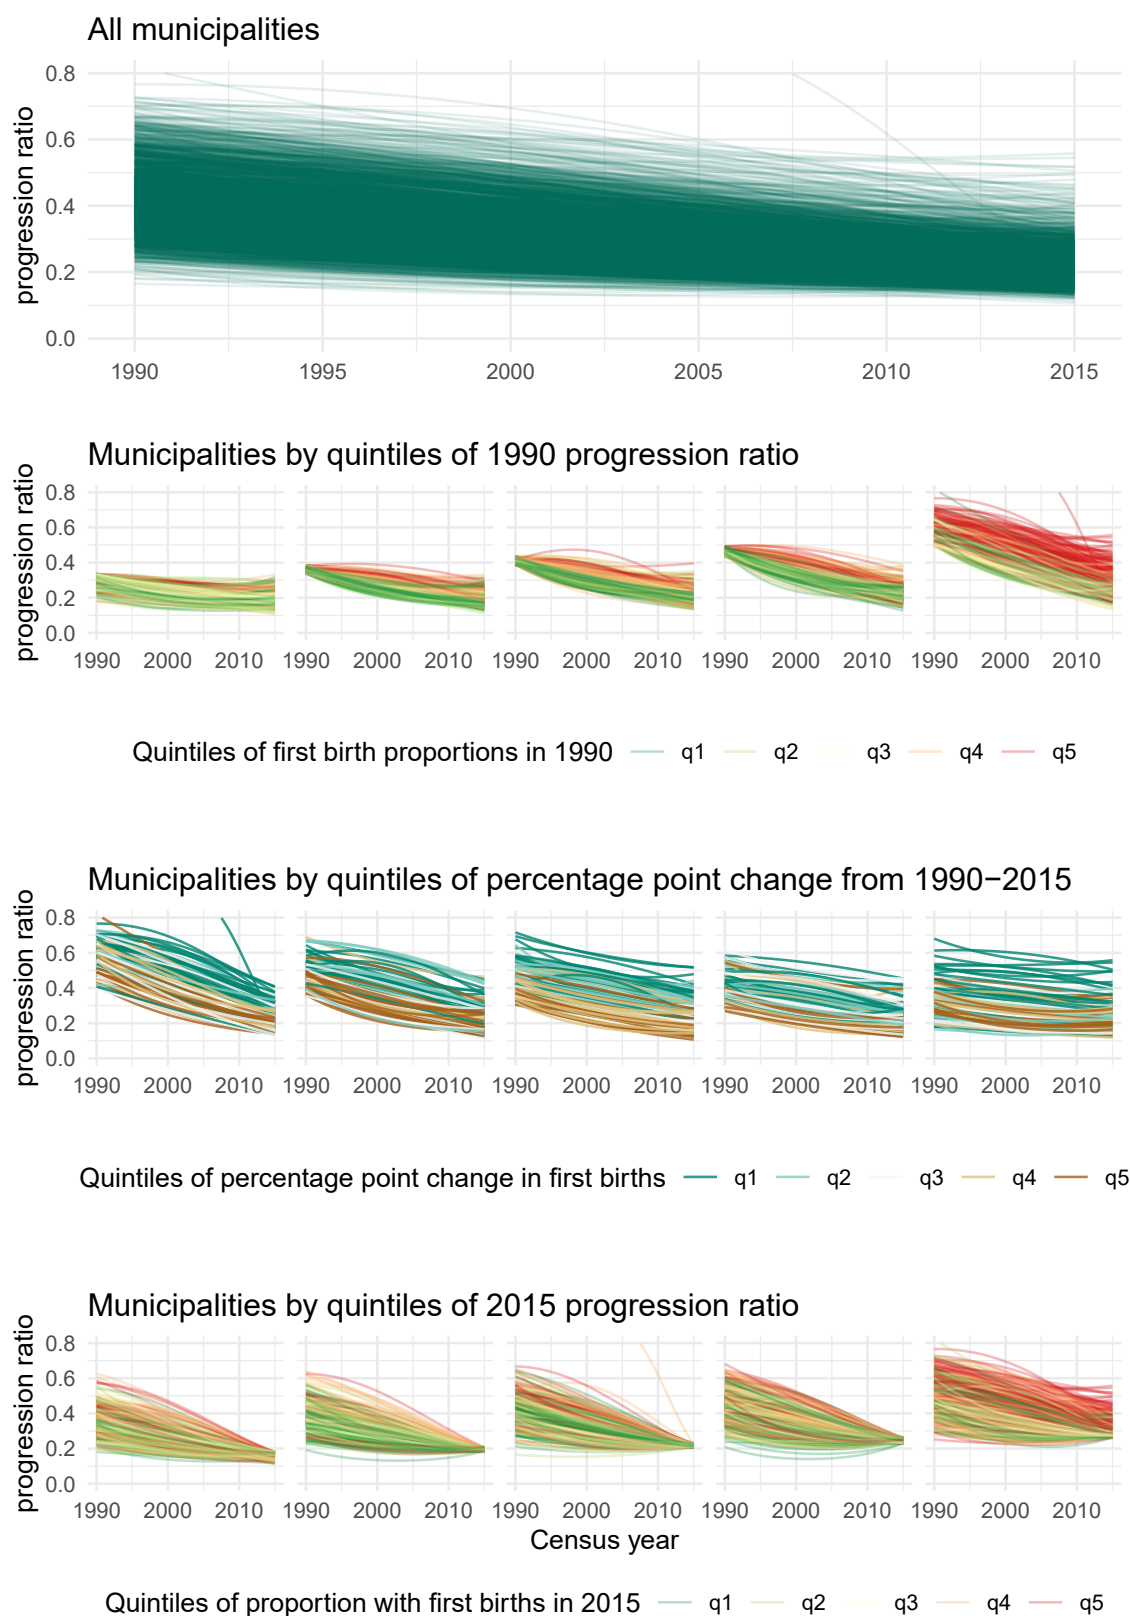 All municipalities
progression ratio
0.8
0.6
0.4
0.2
0.0
1990 1995 2000 2005 2010 2015
Municipalities by quintiles of 1990 progression ratio
progression ratio
0.8
0.6
0.4
0.2
0.0
1990 2000 2010 1990 2000 2010 1990 2000 2010 1990 2000 2010 1990 2000 2010
Quintiles of first birth proportions in 1990 q1 q2 q3 q4 q5
Municipalities by quintiles of percentage point change from 1990−2015
progression ratio
0.8
0.6
0.4
0.2
0.0
1990 2000 2010 1990 2000 2010 1990 2000 2010 1990 2000 2010 1990 2000 2010
Quintiles of percentage point change in first births q1 q2 q3 q4 q5
Municipalities by quintiles of 2015 progression ratio
progression ratio
0.8
0.6
0.4
0.2
0.0
1990 2000 2010 1990 2000 2010 1990 2000 2010 1990 2000 2010 1990 2000 2010
Census year
Quintiles of proportion with first births in 2015 q1 q2 q3 q4 q5